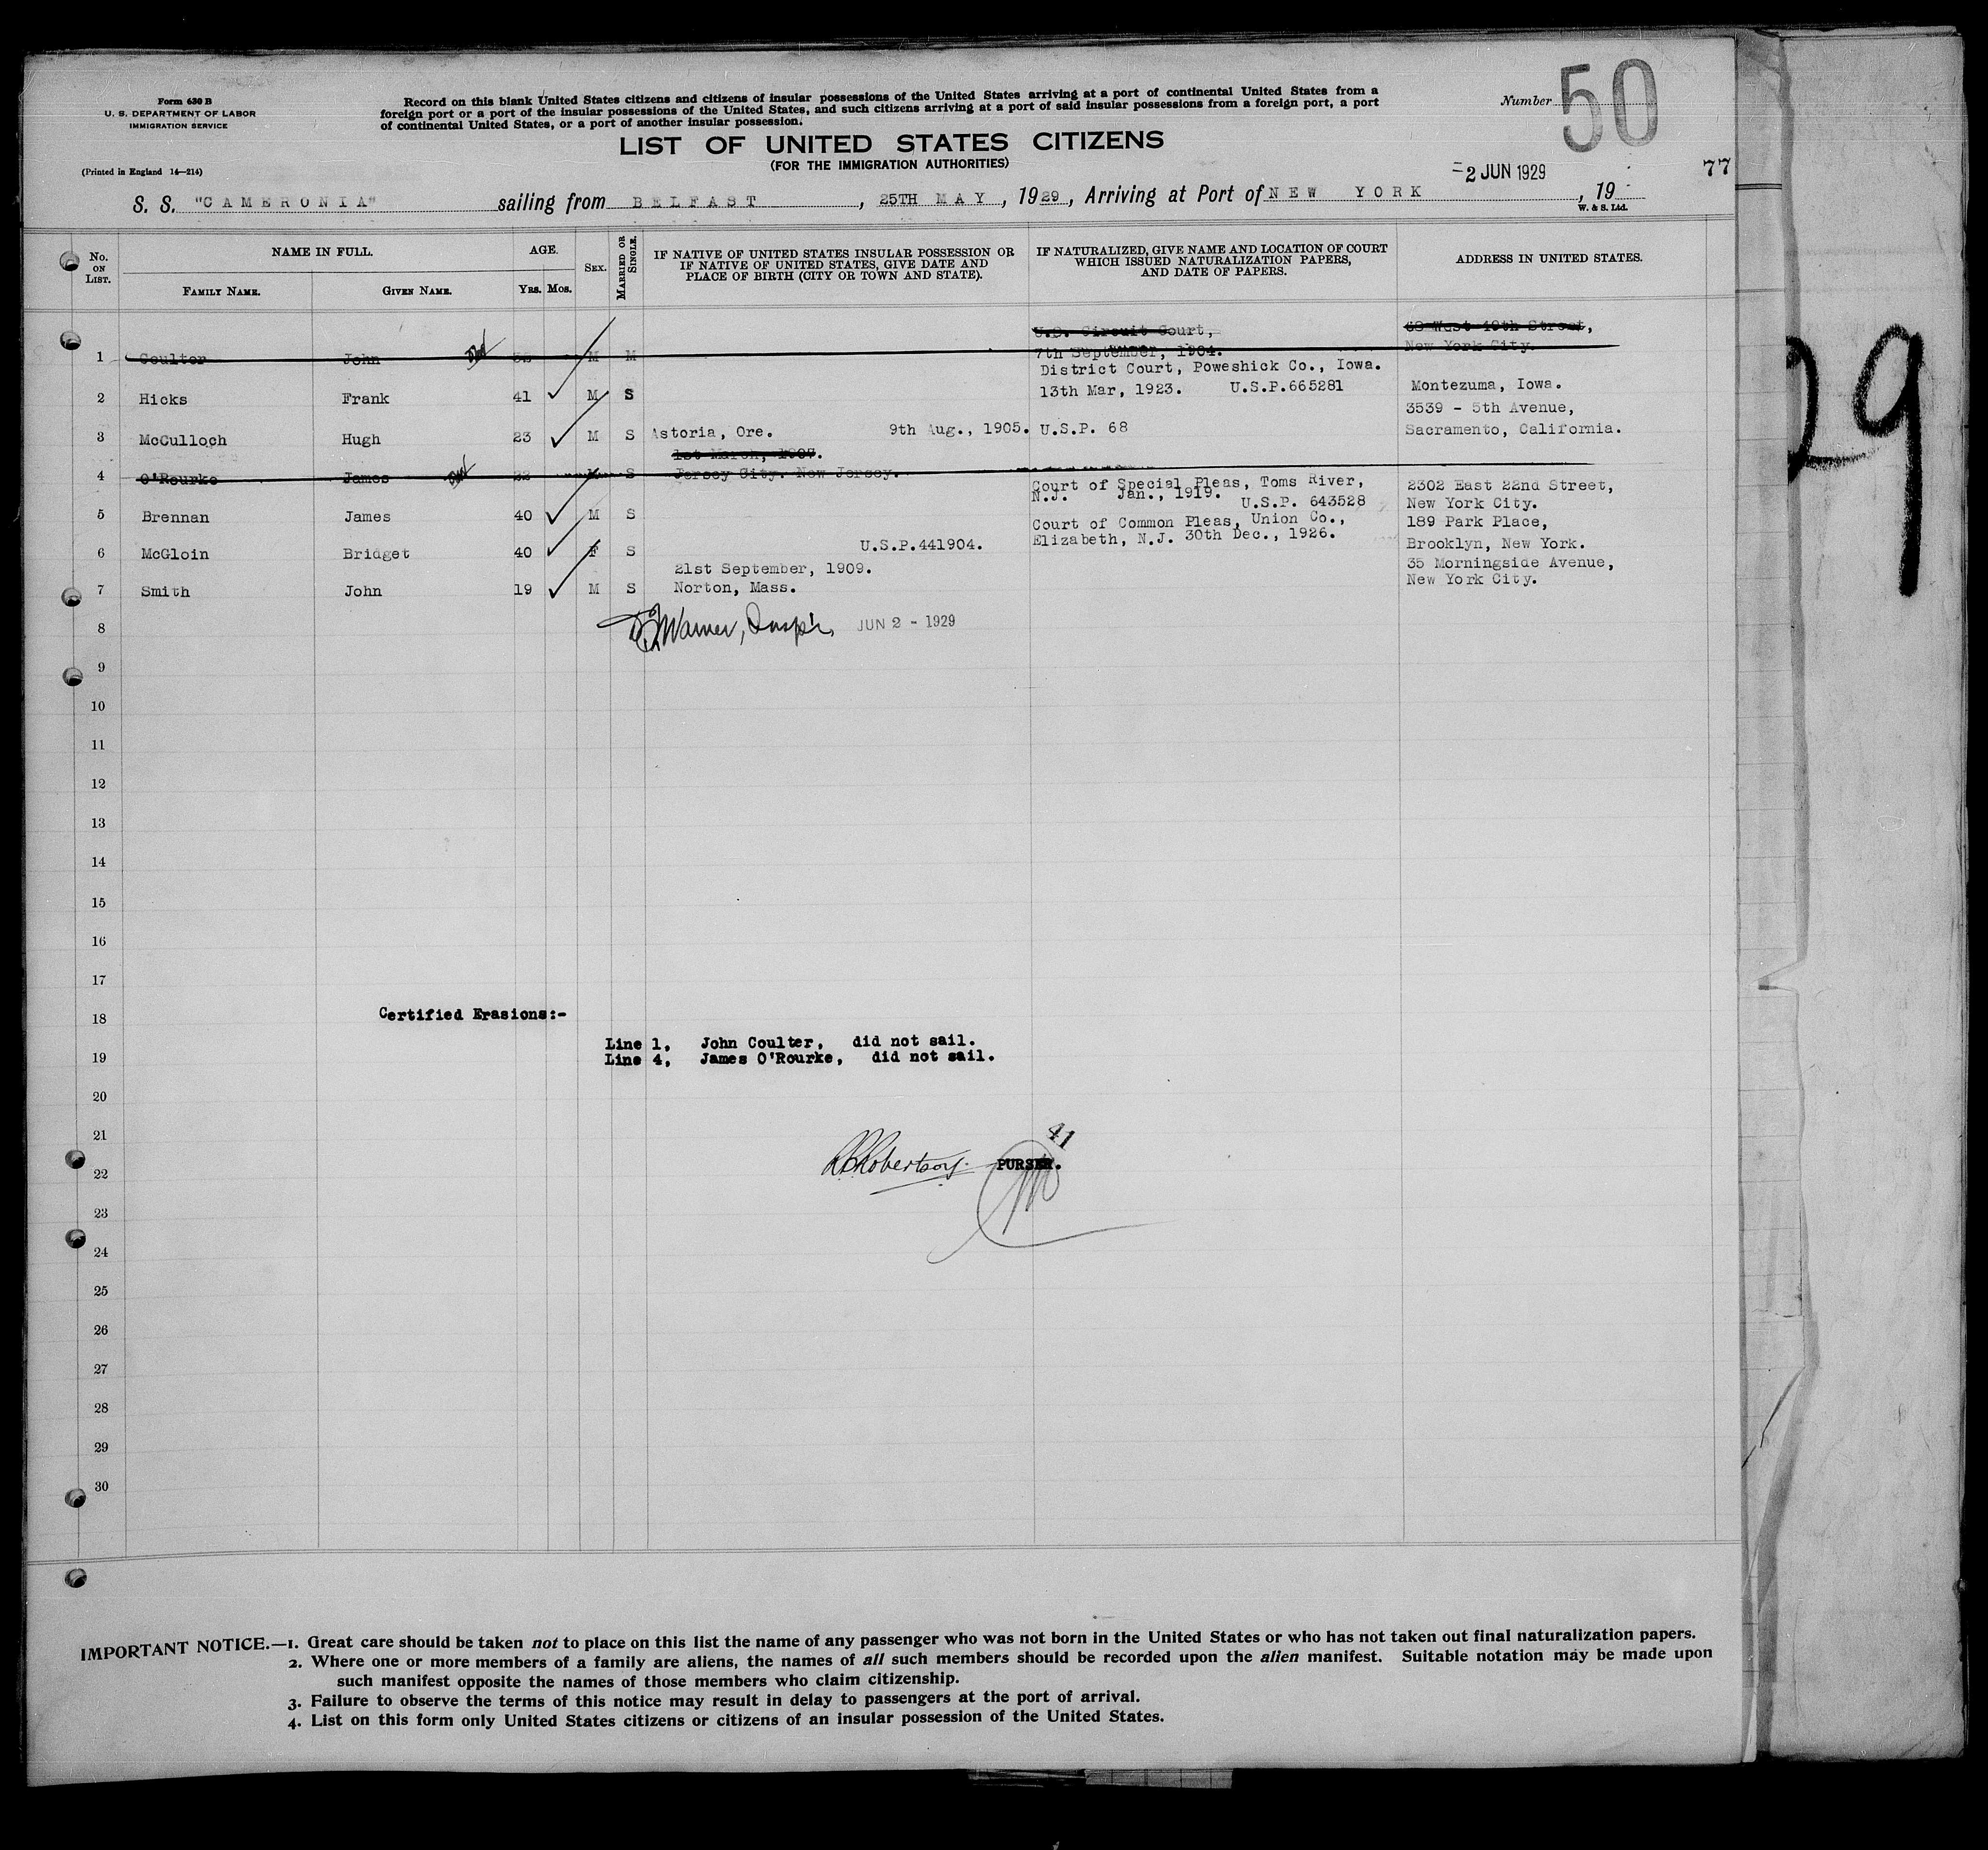 Form 630 B
U. S. DEPARTMENT OF LABOR
IMMIGRATION SERVICE
(Printed in England 14—214)
Record on this blank United States citizens and citizens of insular possessions of the United States arriving at a port of continental United States from a
foreign port or a port of the insular possessions of the United States, and such citizens arriving at a port of said insular possessions from a foreign port, a port
of continental United States, or a port of another insular possession.
Number 50
LIST OF UNITED STATES CITIZENS
(FOR THE IMMIGRATION AUTHORITIES)
-2 JUN 1929
77
S. S. "CAMERONIA" sailing from BELFAST, 25TH MAY, 1929, Arriving at Port of NEW YORK, 19
W. & S. Ltd.
No. ON LIST. NAME IN FULL. AGE. SEX. MARRIED OR SINGLE. IF NATIVE OF UNITED STATES INSULAR POSSESSION OR IF NATIVE OF UNITED STATES, GIVE DATE AND PLACE OF BIRTH (CITY OR TOWN AND STATE). IF NATURALIZED, GIVE NAME AND LOCATION OF COURT WHICH ISSUED NATURALIZATION PAPERS, AND DATE OF PAPERS. ADDRESS IN UNITED STATES.
FAMILY NAME. GIVEN NAME. YRS. MOS.
U.S. Circuit Court, 68 West 49th Street,
1 Coulter John M M 7th September, 1904. New York City.
District Court, Poweshick Co., Iowa.
2 Hicks Frank 41 M S 13th Mar, 1923. U.S.P.665281 Montezuma, Iowa.
3539 - 5th Avenue,
3 McCulloch Hugh 23 M S Astoria, Ore. 9th Aug., 1905. U.S.P. 68 Sacramento, California.
1st March, 1907.
4 O'Rourke James 22 M S Jersey City. New Jersey.
Court of Special Pleas, Toms River, 2302 East 22nd Street,
N.J. Jan., 1919. U.S.P. 643528 New York City.
5 Brennan James 40 M S
Court of Common Pleas, Union Co., 189 Park Place,
6 McGloin Bridget 40 F S U.S.P.441904. Elizabeth, N.J. 30th Dec., 1926. Brooklyn, New York.
21st September, 1909. 35 Morningside Avenue,
7 Smith John 19 M S Norton, Mass. New York City.
8 Warner, Insp'r, JUN 2 - 1929
9
10
11
12
13
14
15
16
17
18 Certified Erasions:-
Line 1, John Coulter, did not sail.
19 Line 4, James O'Rourke, did not sail.
20
21 41
22 Robertson. PURSER.
23
24
25
26
27
28
29
30
29
IMPORTANT NOTICE.—1. Great care should be taken not to place on this list the name of any passenger who was not born in the United States or who has not taken out final naturalization papers.
2. Where one or more members of a family are aliens, the names of all such members should be recorded upon the alien manifest. Suitable notation may be made upon
such manifest opposite the names of those members who claim citizenship.
3. Failure to observe the terms of this notice may result in delay to passengers at the port of arrival.
4. List on this form only United States citizens or citizens of an insular possession of the United States.